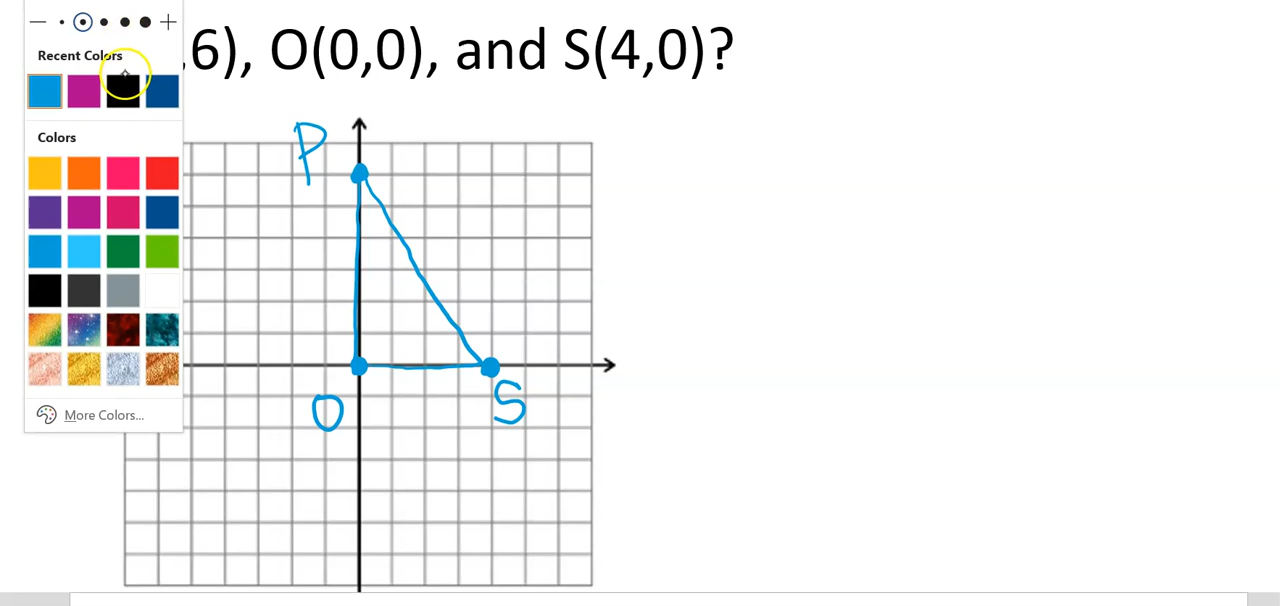 ,6), O(0,0), and S(4,0)?
Recent Colors
Colors
More Colors...
P
O
S